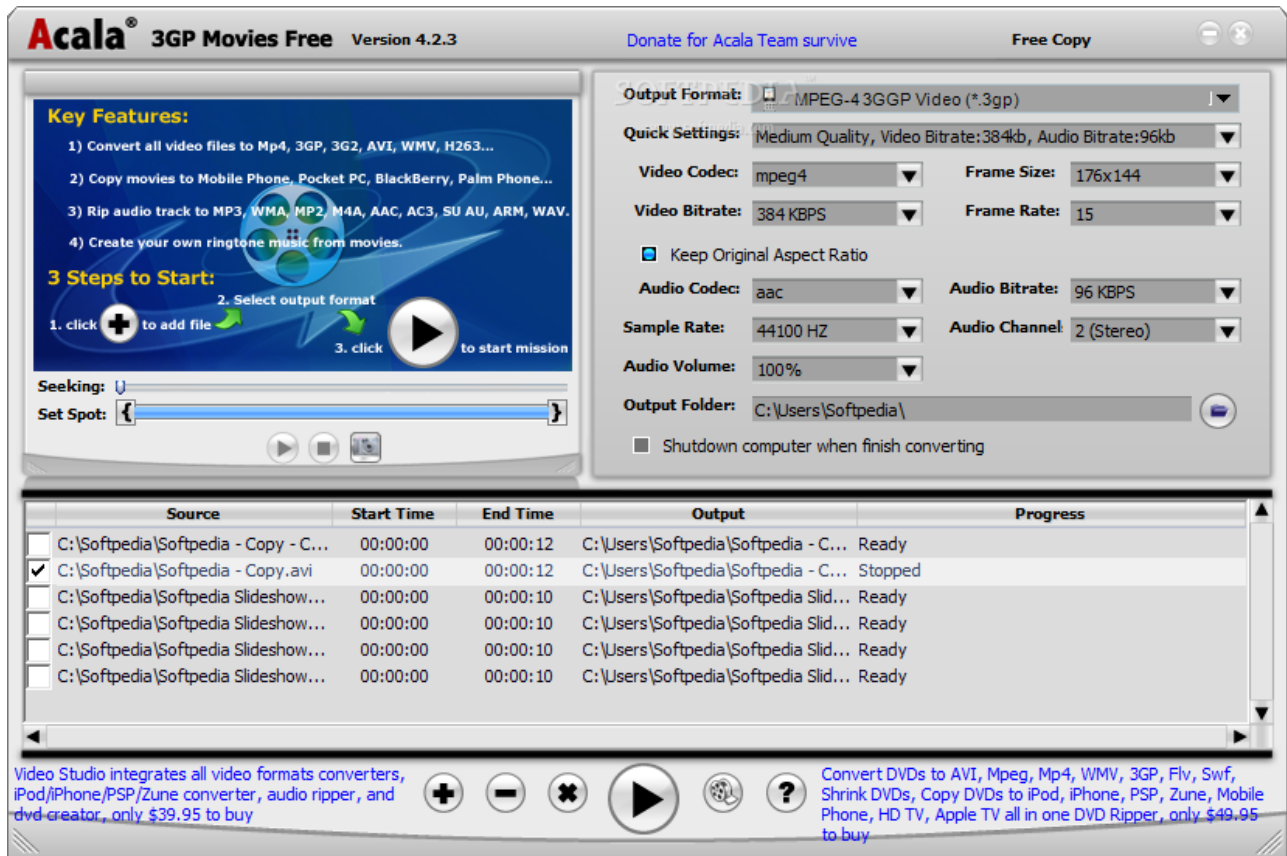 Acala® 3GP Movies Free Version 4.2.3
Donate for Acala Team survive
Free Copy
Key Features:
1) Convert all video files to Mp4, 3GP, 3G2, AVI, WMV, H263...
2) Copy movies to Mobile Phone, Pocket PC, BlackBerry, Palm Phone...
3) Rip audio track to MP3, WMA, MP2, M4A, AAC, AC3, SU AU, ARM, WAV.
4) Create your own ringtone music from movies.
3 Steps to Start:
2. Select output format
1. click to add file
3. click to start mission
Seeking:
Set Spot: { }
SOFTPEDIA
Output Format: MPEG-4 3GGP Video (*.3gp)
Quick Settings: Medium Quality, Video Bitrate:384kb, Audio Bitrate:96kb
Video Codec: mpeg4 Frame Size: 176x144
Video Bitrate: 384 KBPS Frame Rate: 15
Keep Original Aspect Ratio
Audio Codec: aac Audio Bitrate: 96 KBPS
Sample Rate: 44100 HZ Audio Channel: 2 (Stereo)
Audio Volume: 100%
Output Folder: C:\Users\Softpedia\
Shutdown computer when finish converting
Source Start Time End Time Output Progress
C:\Softpedia\Softpedia - Copy - C... 00:00:00 00:00:12 C:\Users\Softpedia\Softpedia - C... Ready
C:\Softpedia\Softpedia - Copy.avi 00:00:00 00:00:12 C:\Users\Softpedia\Softpedia - C... Stopped
C:\Softpedia\Softpedia Slideshow... 00:00:00 00:00:10 C:\Users\Softpedia\Softpedia Slid... Ready
C:\Softpedia\Softpedia Slideshow... 00:00:00 00:00:10 C:\Users\Softpedia\Softpedia Slid... Ready
C:\Softpedia\Softpedia Slideshow... 00:00:00 00:00:10 C:\Users\Softpedia\Softpedia Slid... Ready
C:\Softpedia\Softpedia Slideshow... 00:00:00 00:00:10 C:\Users\Softpedia\Softpedia Slid... Ready
Video Studio integrates all video formats converters,
iPod/iPhone/PSP/Zune converter, audio ripper, and
dvd creator, only $39.95 to buy
?
Convert DVDs to AVI, Mpeg, Mp4, WMV, 3GP, Flv, Swf,
Shrink DVDs, Copy DVDs to iPod, iPhone, PSP, Zune, Mobile
Phone, HD TV, Apple TV all in one DVD Ripper, only $49.95
to buy